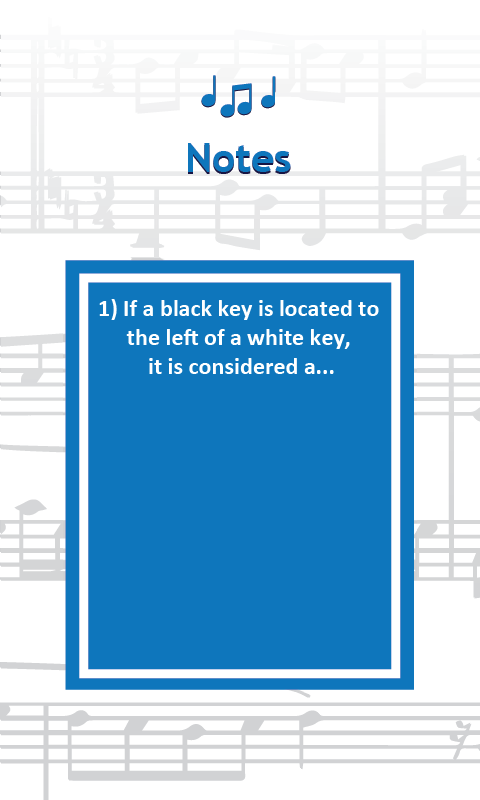 Notes
1) If a black key is located to
the left of a white key,
it is considered a...